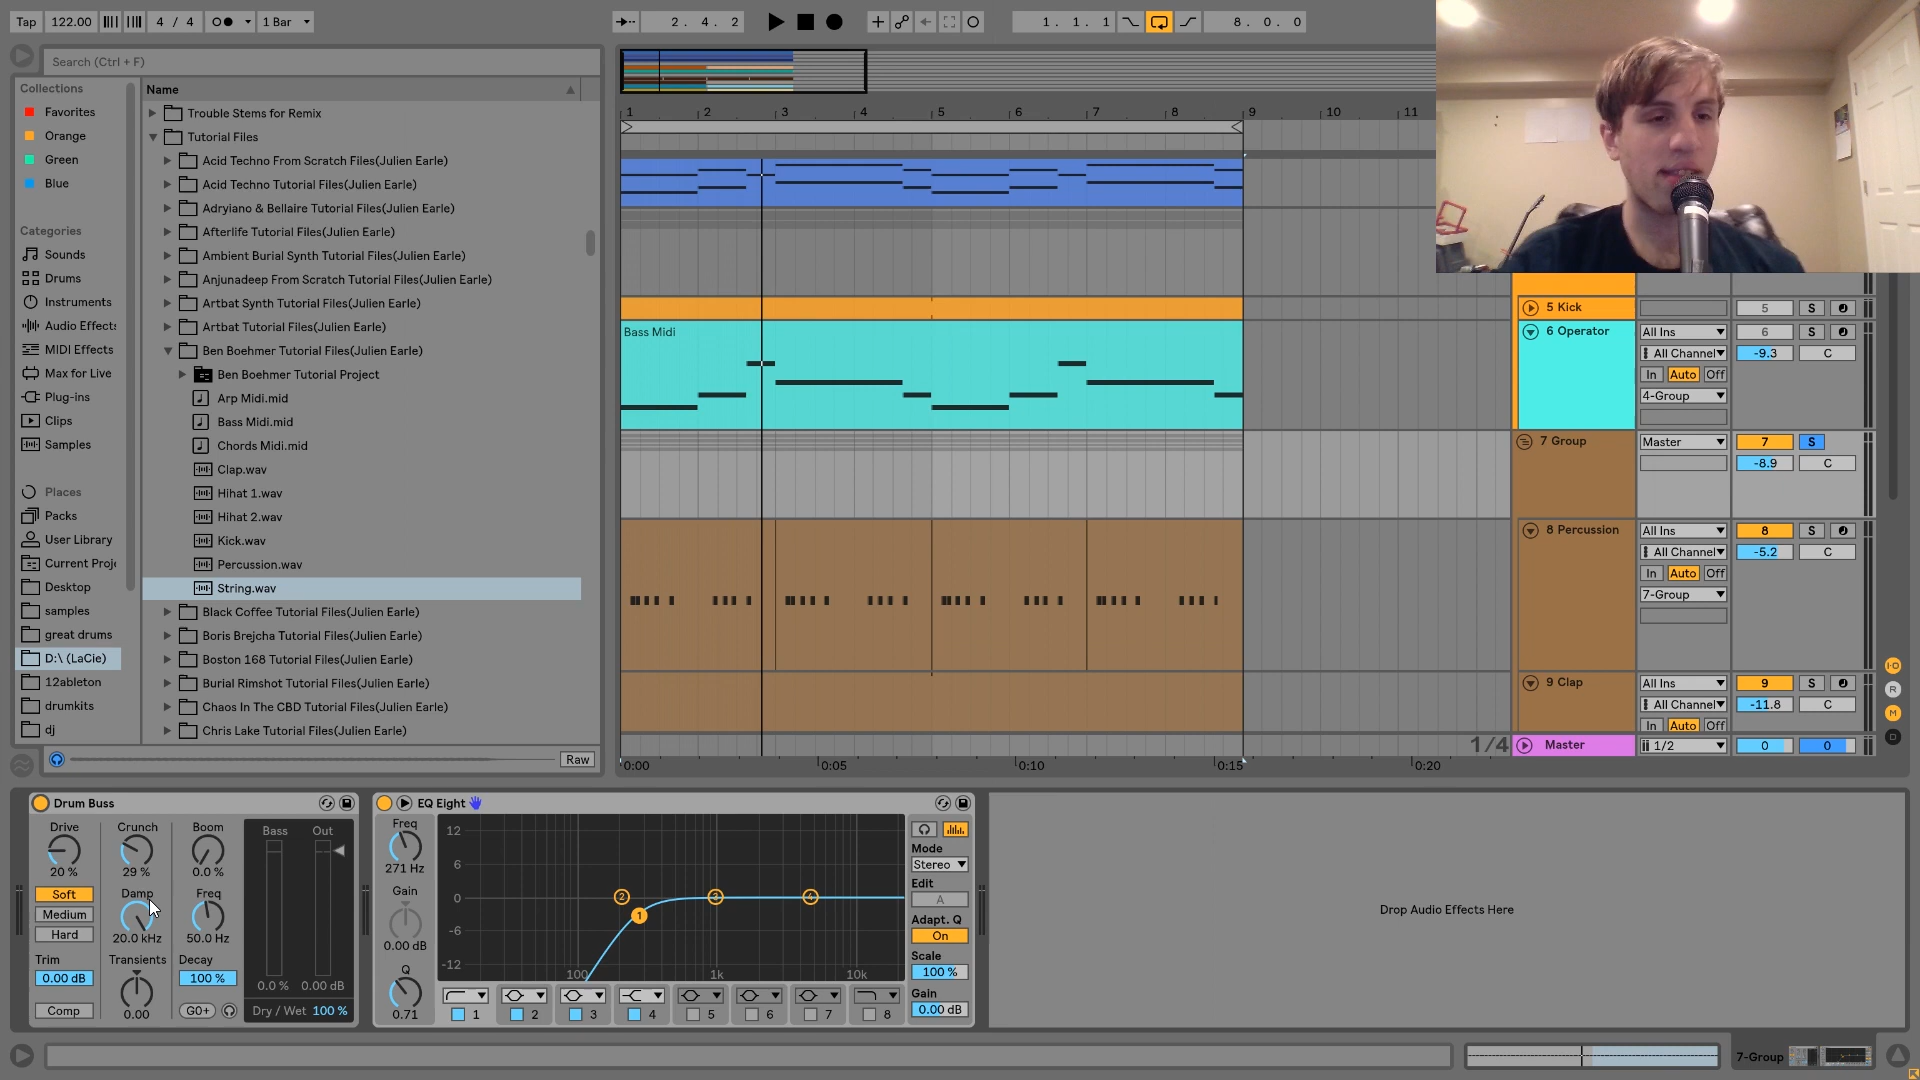 Tap 122.00 4 / 4 1 Bar 2. 4. 2 1. 1. 1 8. 0. 0
Search (Ctrl + F)
Collections
Favorites
Orange
Green
Blue
Categories
Sounds
Drums
Instruments
Audio Effects
MIDI Effects
Max for Live
Plug-ins
Clips
Samples
Places
Packs
User Library
Current Proje
Desktop
samples
great drums
D:\ (LaCie)
12ableton
drumkits
dj
Name
Trouble Stems for Remix
Tutorial Files
Acid Techno From Scratch Files(Julien Earle)
Acid Techno Tutorial Files(Julien Earle)
Adryiano & Bellaire Tutorial Files(Julien Earle)
Afterlife Tutorial Files(Julien Earle)
Ambient Burial Synth Tutorial Files(Julien Earle)
Anjunadeep From Scratch Tutorial Files(Julien Earle)
Artbat Synth Tutorial Files(Julien Earle)
Artbat Tutorial Files(Julien Earle)
Ben Boehmer Tutorial Files(Julien Earle)
Ben Boehmer Tutorial Project
Arp Midi.mid
Bass Midi.mid
Chords Midi.mid
Clap.wav
Hihat 1.wav
Hihat 2.wav
Kick.wav
Percussion.wav
String.wav
Black Coffee Tutorial Files(Julien Earle)
Boris Brejcha Tutorial Files(Julien Earle)
Boston 168 Tutorial Files(Julien Earle)
Burial Rimshot Tutorial Files(Julien Earle)
Chaos In The CBD Tutorial Files(Julien Earle)
Chris Lake Tutorial Files(Julien Earle)
Raw
1 2 3 4 5 6 7 8 9 10 11
Bass Midi
1/4
0:00 0:05 0:10 0:15 0:20
5 Kick 5 S
6 Operator All Ins 6 S
All Channel -9.3 C
In Auto Off
4-Group
7 Group Master 7 S
-8.9 C
8 Percussion All Ins 8 S
All Channel -5.2 C
In Auto Off
7-Group
9 Clap All Ins 9 S
All Channel -11.8 C
In Auto Off
Master 1/2 0 0
I·O
R
M
D
Drum Buss
Drive Crunch Boom Bass Out
20 % 29 % 0.0 %
Soft Damp Freq
Medium
Hard 20.0 kHz 50.0 Hz
Trim Transients Decay
0.00 dB 100 % 0.0 % 0.00 dB
Comp 0.00 G0+ Dry / Wet 100 %
EQ Eight
Freq
271 Hz
Gain
0.00 dB
Q
0.71
12
6
0
-6
-12
100 1k 10k
2 3 4
1
1 2 3 4 5 6 7 8
Mode
Stereo
Edit
A
Adapt. Q
On
Scale
100 %
Gain
0.00 dB
Drop Audio Effects Here
7-Group